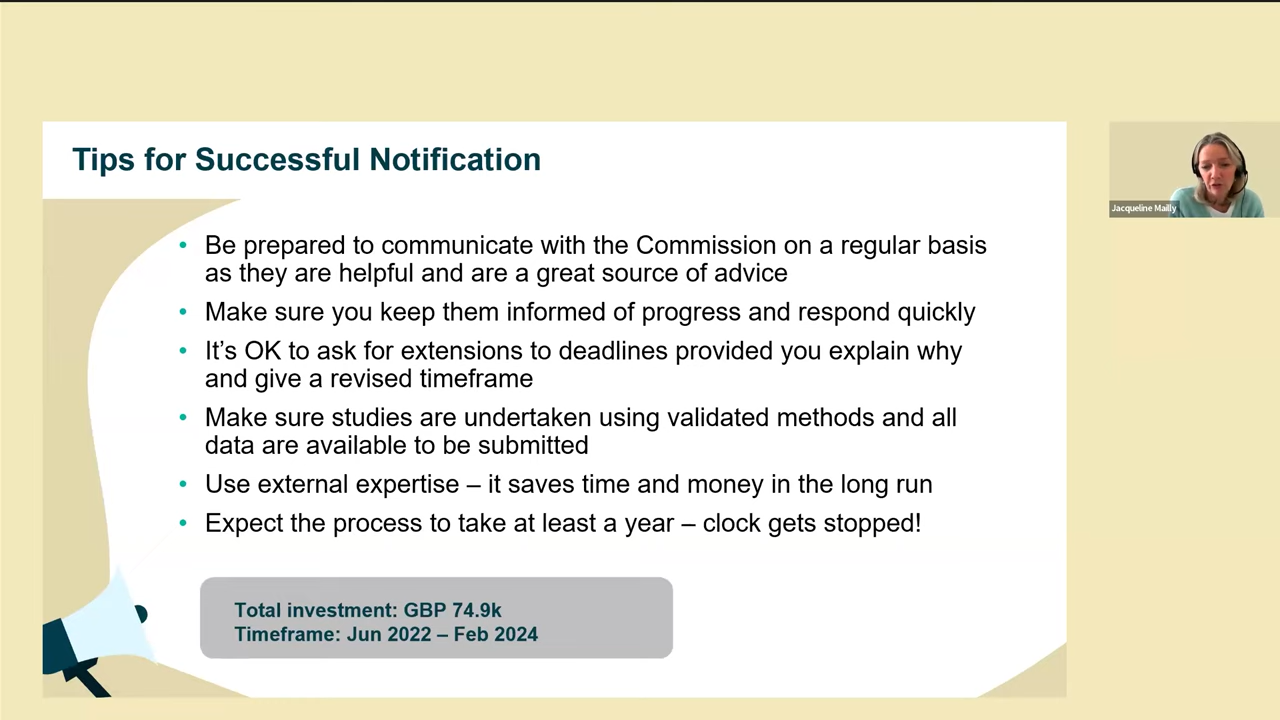 Tips for Successful Notification
• Be prepared to communicate with the Commission on a regular basis
as they are helpful and are a great source of advice
• Make sure you keep them informed of progress and respond quickly
• It’s OK to ask for extensions to deadlines provided you explain why
and give a revised timeframe
• Make sure studies are undertaken using validated methods and all
data are available to be submitted
• Use external expertise – it saves time and money in the long run
• Expect the process to take at least a year – clock gets stopped!
Total investment: GBP 74.9k
Timeframe: Jun 2022 – Feb 2024
Jacqueline Mailly